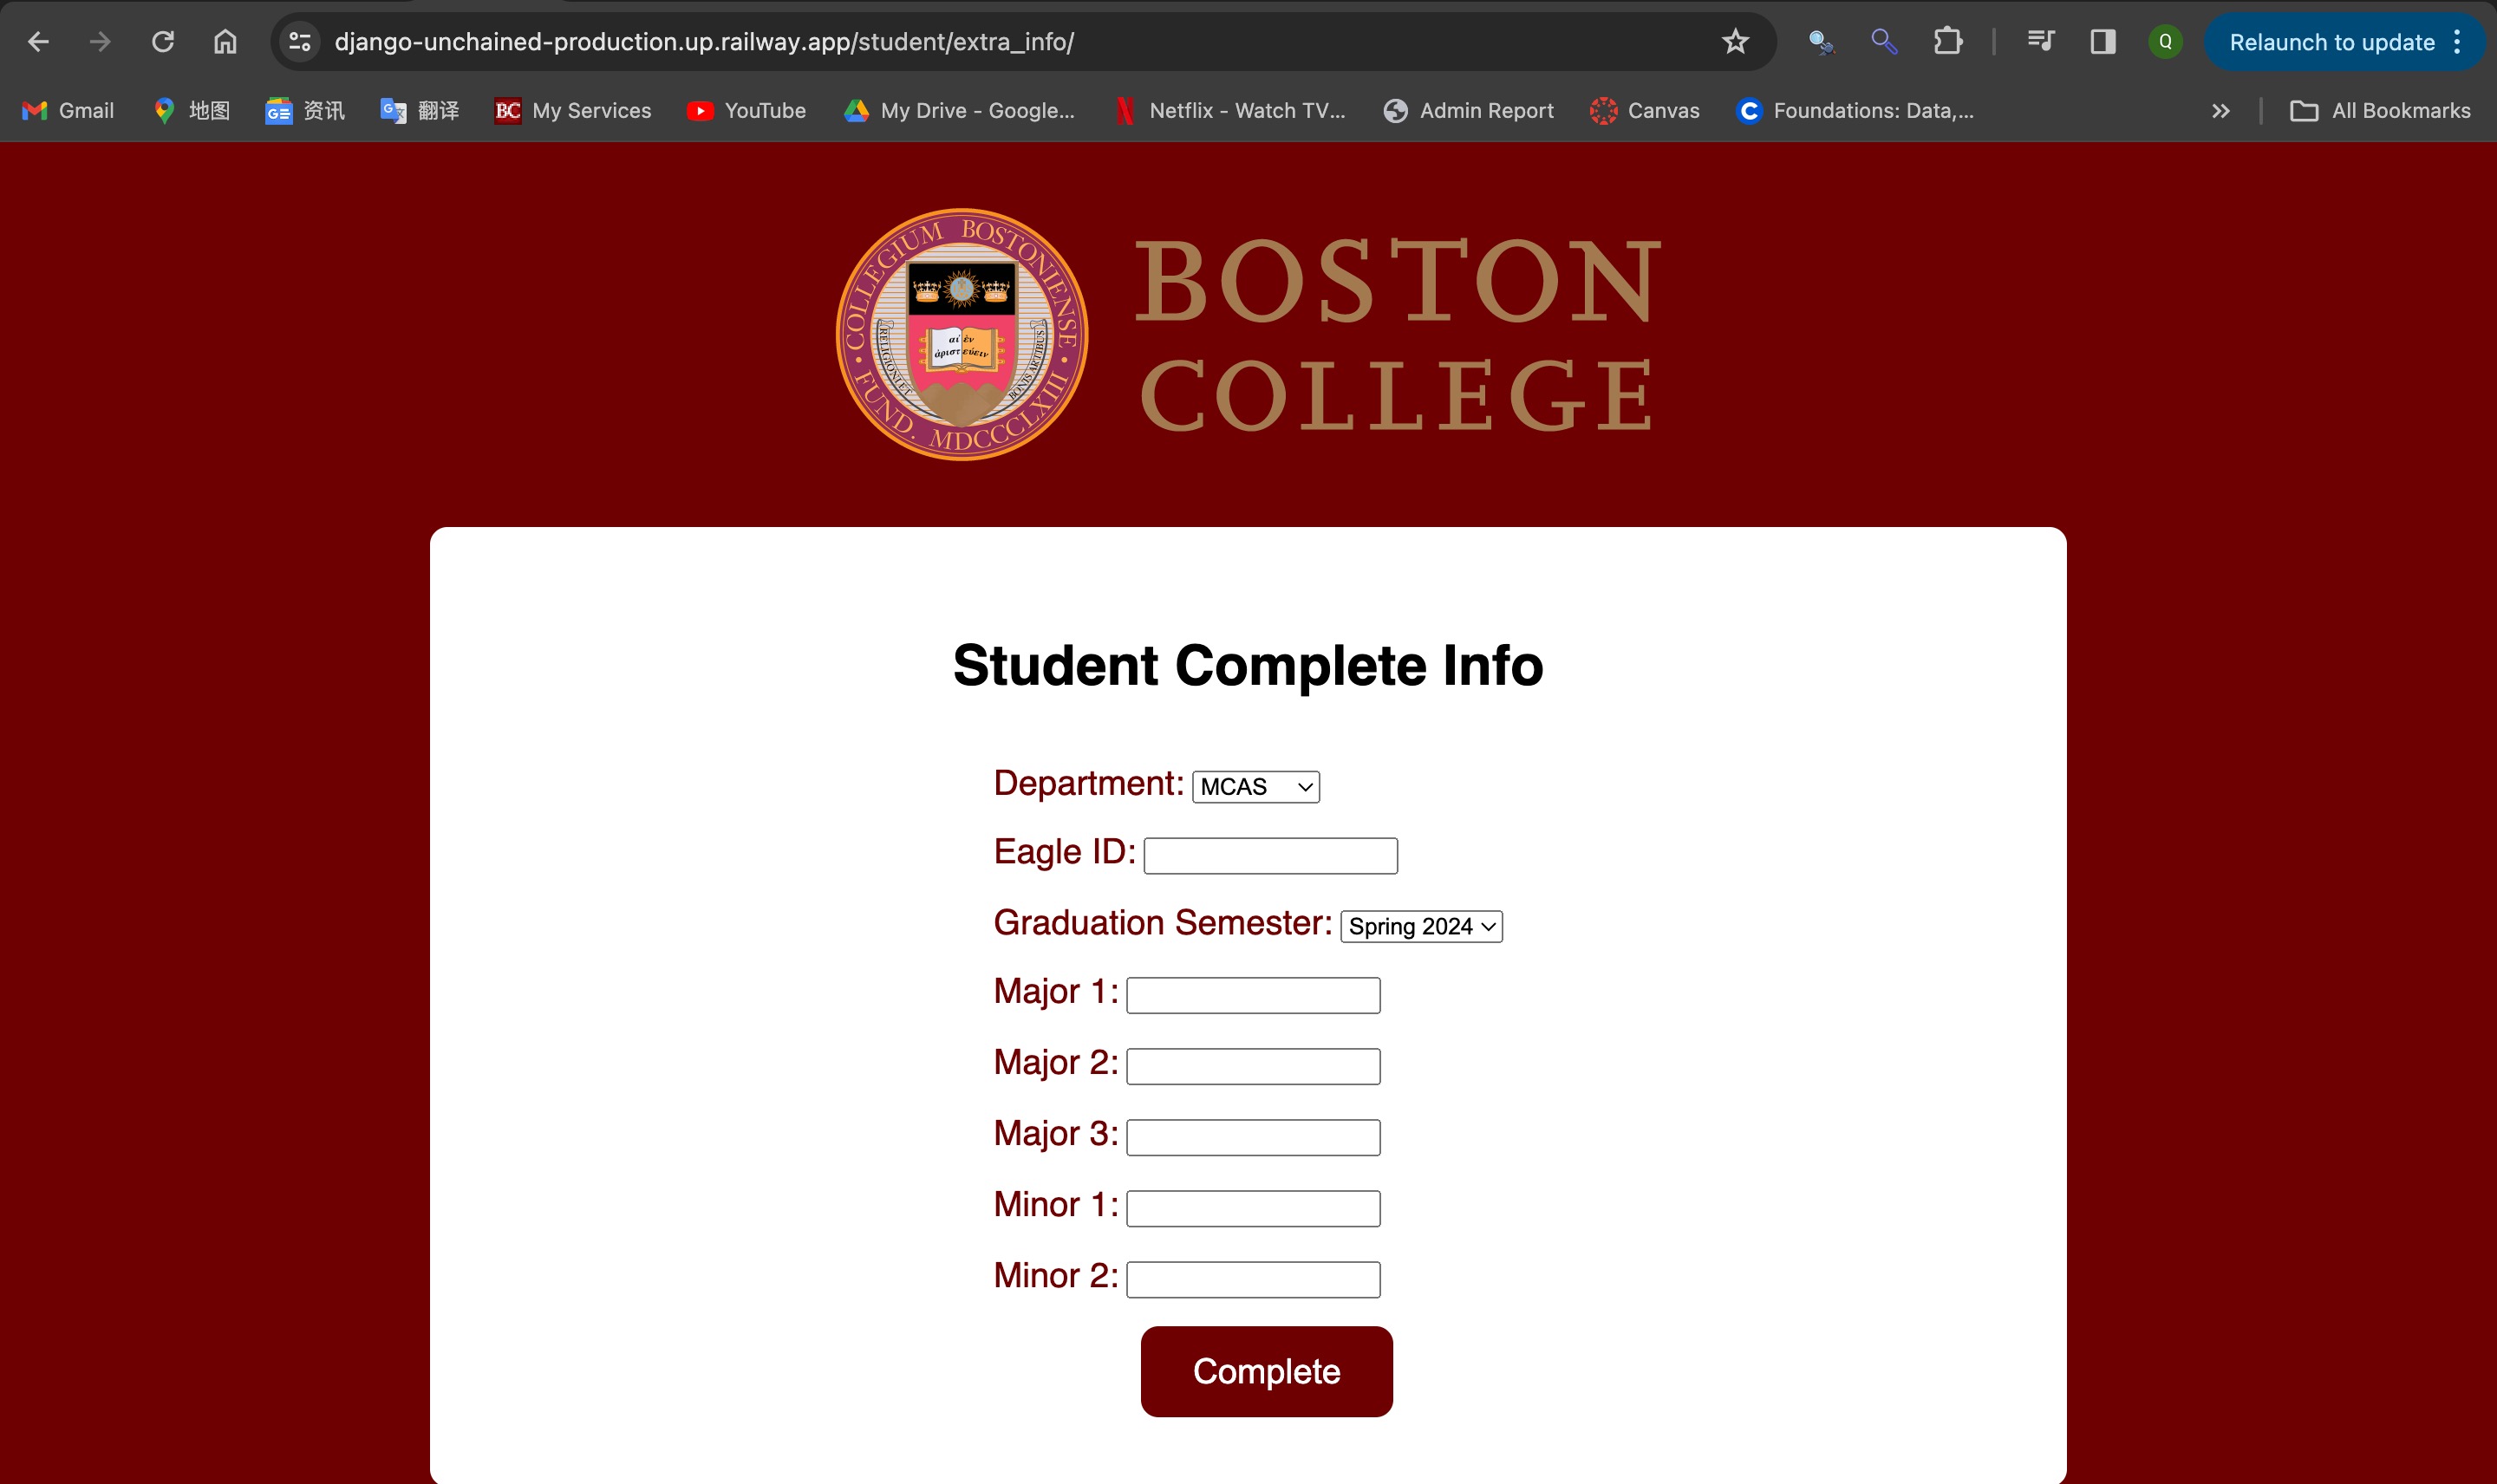 django-unchained-production.up.railway.app/student/extra_info/
Q
Relaunch to update
Gmail
地图
GE
资讯
G
翻译
BC
My Services
YouTube
My Drive - Google...
Netflix - Watch TV...
Admin Report
Canvas
C
Foundations: Data,...
All Bookmarks
COLLEGIUM BOSTONIENSE
FUND. MDCCCLXIII
RELIGIONI ET
BONIS ARTIBUS
αἰὲν
ἀριστεύειν
BOSTON
COLLEGE
Student Complete Info
Department: MCAS
Eagle ID:
Graduation Semester: Spring 2024
Major 1:
Major 2:
Major 3:
Minor 1:
Minor 2:
Complete